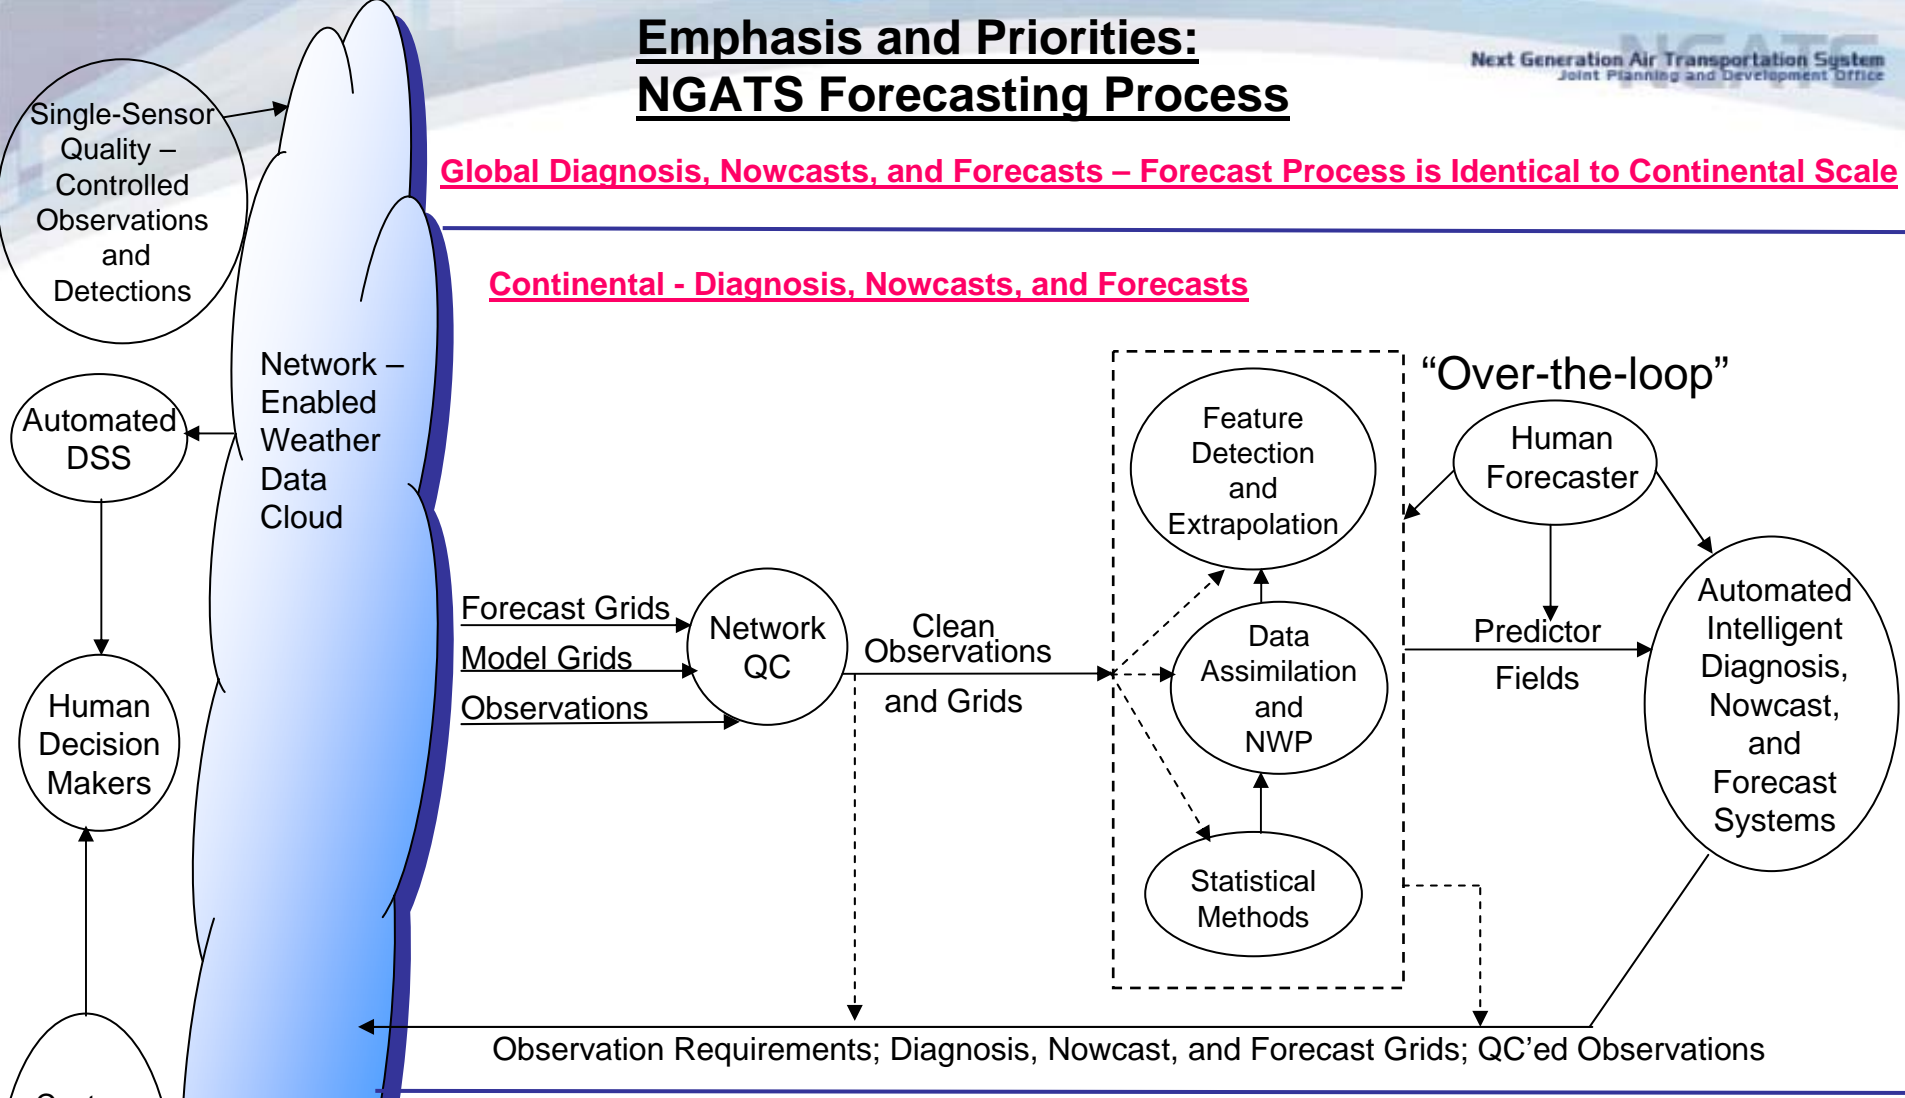 Emphasis and Priorities:
NGATS Forecasting Process
NGATS
Next Generation Air Transportation System
Joint Planning and Development Office
Global Diagnosis, Nowcasts, and Forecasts – Forecast Process is Identical to Continental Scale
Continental - Diagnosis, Nowcasts, and Forecasts
Single-Sensor
Quality –
Controlled
Observations
and
Detections
Automated
DSS
Human
Decision
Makers
Network –
Enabled
Weather
Data
Cloud
Forecast Grids
Model Grids
Observations
Network
QC
Clean
Observations
and Grids
Feature
Detection
and
Extrapolation
Data
Assimilation
and
NWP
Statistical
Methods
“Over-the-loop”
Human
Forecaster
Predictor
Fields
Automated
Intelligent
Diagnosis,
Nowcast,
and
Forecast
Systems
Observation Requirements; Diagnosis, Nowcast, and Forecast Grids; QC’ed Observations